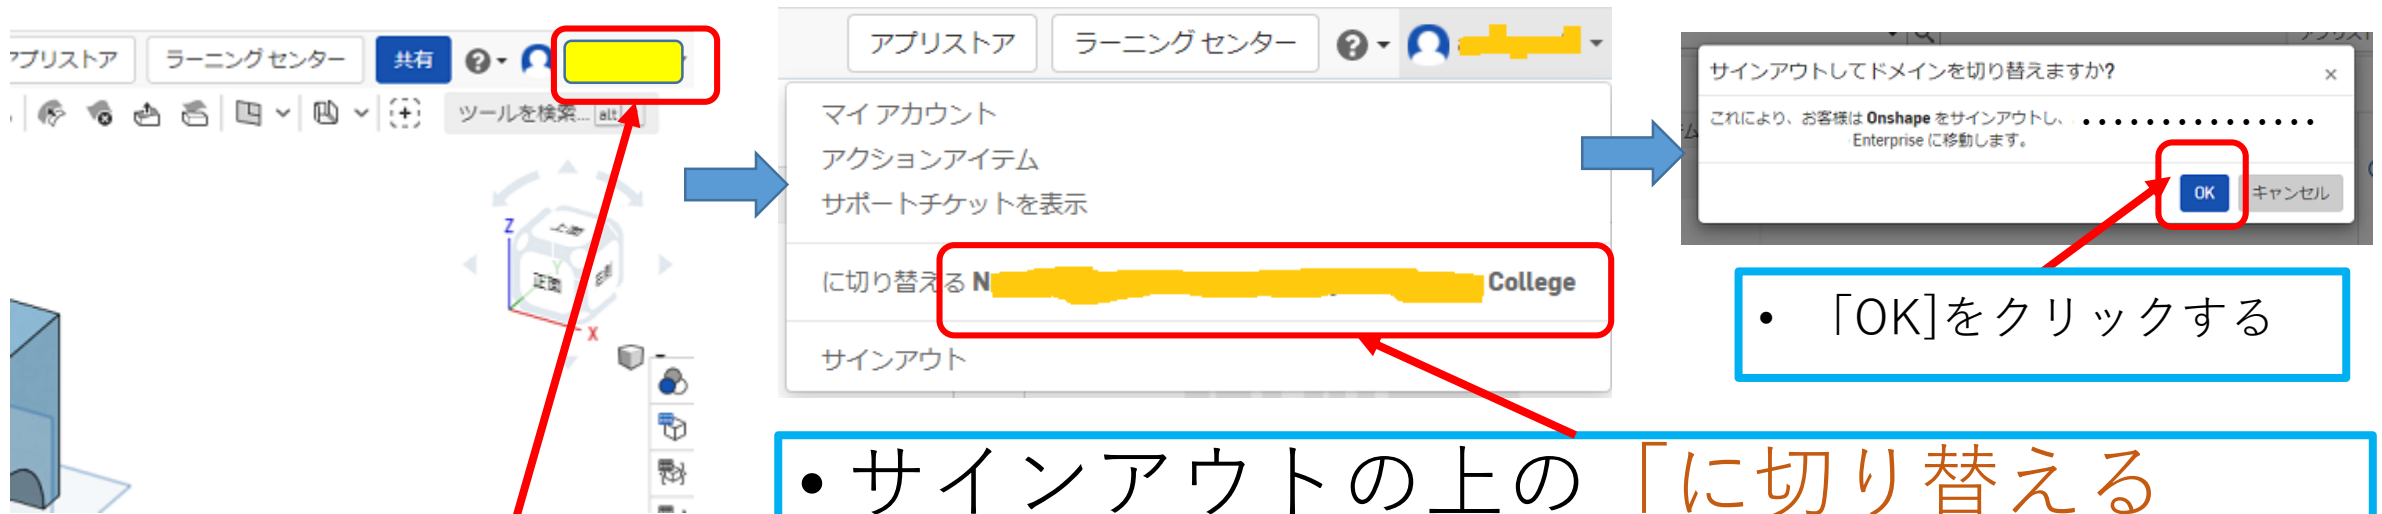 アプリストア
ラーニング センター
共有
ツールを検索...
alt
Z
上面
正面
X
アプリストア
ラーニング センター
マイ アカウント
アクションアイテム
サポートチケットを表示
に切り替える N College
サインアウト
サインアウトしてドメインを切り替えますか?
×
これにより、お客様は Onshape をサインアウトし、 ・・・・・・・・・・・・・・・
Enterprise に移動します。
OK
キャンセル
• 「OK]をクリックする
• サインアウトの上の「に切り替える